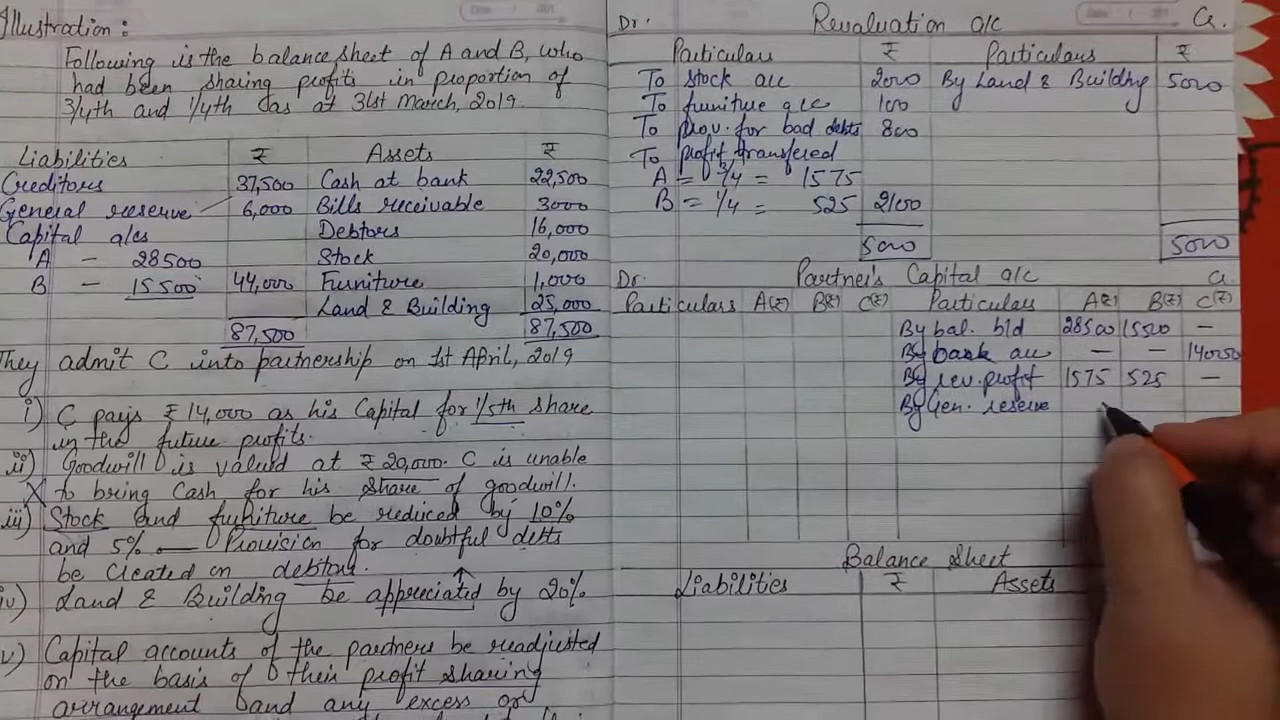 Illustration:
Following is the balance sheet of A and B, who
had been sharing profits in proportion of
3/4th and 1/4th as at 31st March, 2019.
Liabilities ₹ Assets ₹
Creditors 37,500 Cash at bank 22,500
General reserve 6,000 Bills receivable 3000
Capital a/cs Debtors 16,000
A - 28500 Stock 20,000
B - 15500 44,000 Furniture 1,000
Land & Building 25,000
87,500 87,500
They admit C into partnership on 1st April, 2019
i) C pays ₹ 14,000 as his Capital for 1/5th share
in the future profits.
ii) Goodwill is valued at ₹ 20,000. C is unable
to bring Cash for his share of goodwill.
iii) Stock and furniture be reduced by 10%
and 5% Provision for doubtful debts
be created on debtors.
iv) Land & Building be appreciated by 20%
v) Capital accounts of the partners be readjusted
on the basis of their profit sharing
arrangement and any excess or
Dr. Revaluation a/c Cr.
Particulars ₹ Particulars ₹
To stock a/c 2000 By Land & Building 5000
To furniture a/c 100
To prov. for bad debts 800
To profit transfered
A = 3/4 = 1575
B = 1/4 = 525 2100
5000 5000
Dr. Partner's Capital a/c Cr.
Particulars A(₹) B(₹) C(₹) Particulars A(₹) B(₹) C(₹)
By bal. b/d 28500 15500 -
By bank a/c - - 14000
By rev. profit 1575 525 -
By Gen. reserve
Balance Sheet
Liabilities ₹ Assets